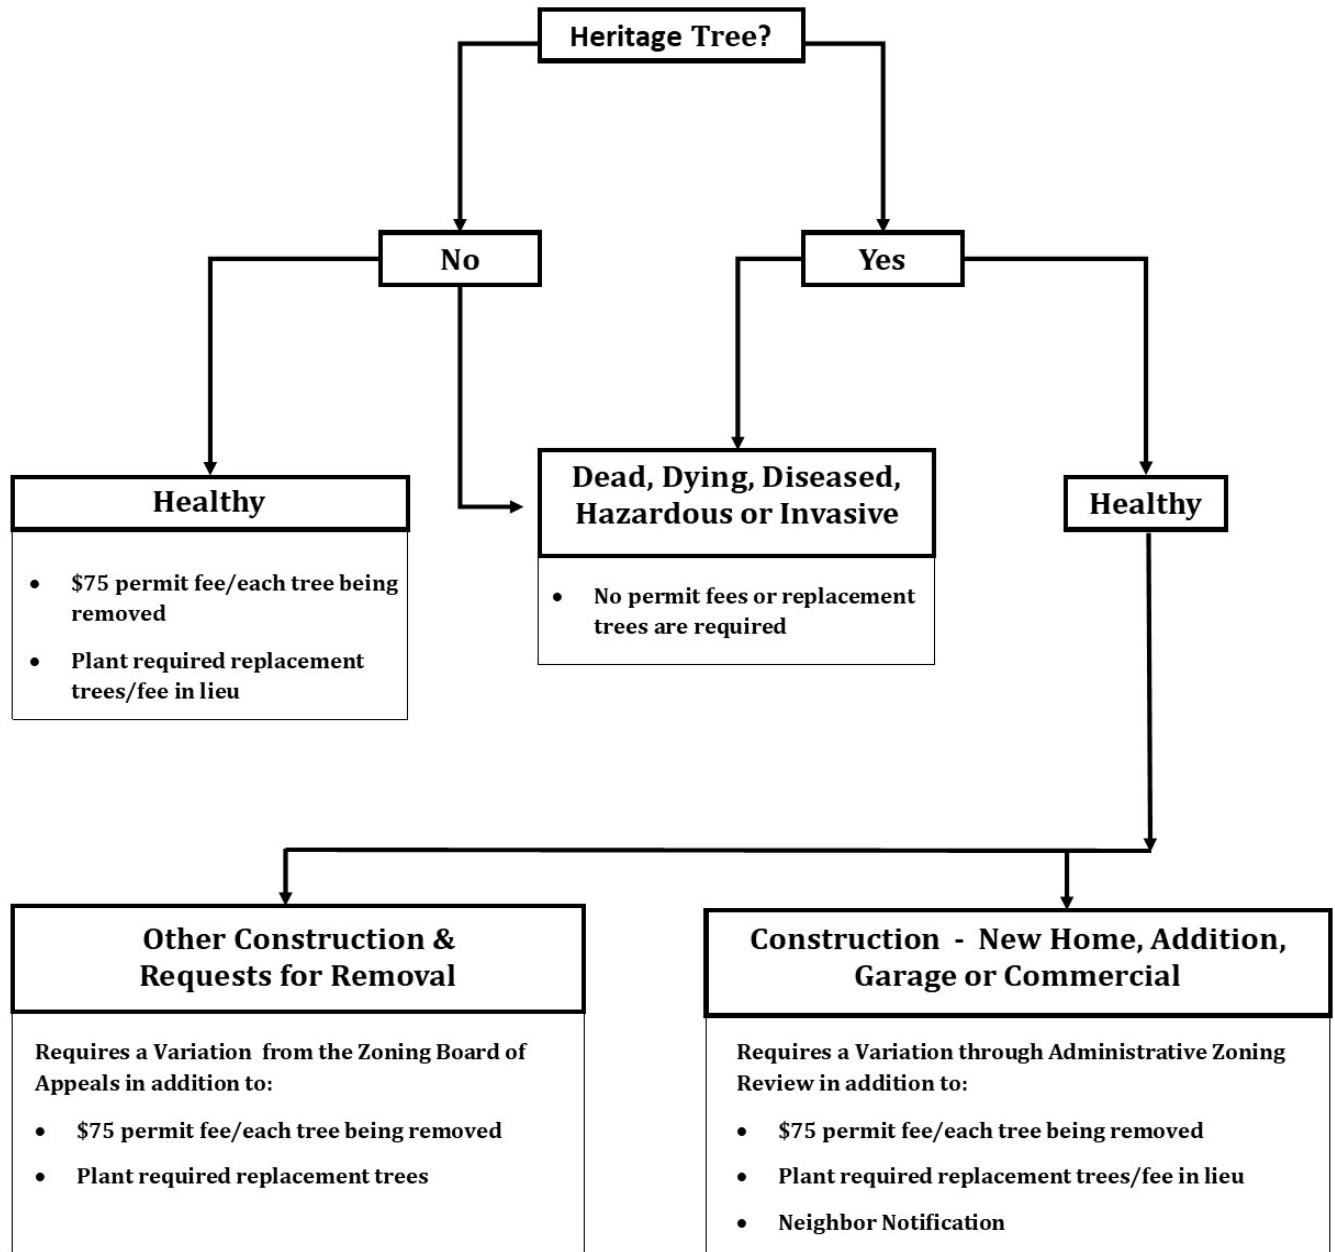 Heritage Tree?
No
Yes
Healthy
• $75 permit fee/each tree being
removed
• Plant required replacement
trees/fee in lieu
Dead, Dying, Diseased,
Hazardous or Invasive
• No permit fees or replacement
trees are required
Healthy
Other Construction &
Requests for Removal
Requires a Variation from the Zoning Board of
Appeals in addition to:
• $75 permit fee/each tree being removed
• Plant required replacement trees
Construction - New Home, Addition,
Garage or Commercial
Requires a Variation through Administrative Zoning
Review in addition to:
• $75 permit fee/each tree being removed
• Plant required replacement trees/fee in lieu
• Neighbor Notification